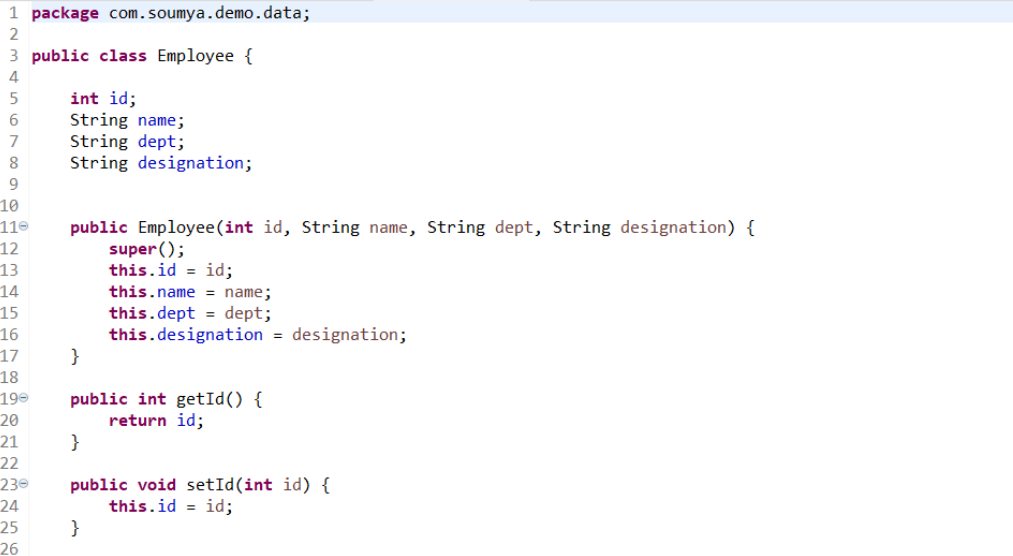 1 package com.soumya.demo.data;
2
3 public class Employee {
4
5     int id;
6     String name;
7     String dept;
8     String designation;
9
10
11     public Employee(int id, String name, String dept, String designation) {
12         super();
13         this.id = id;
14         this.name = name;
15         this.dept = dept;
16         this.designation = designation;
17     }
18
19     public int getId() {
20         return id;
21     }
22
23     public void setId(int id) {
24         this.id = id;
25     }
26